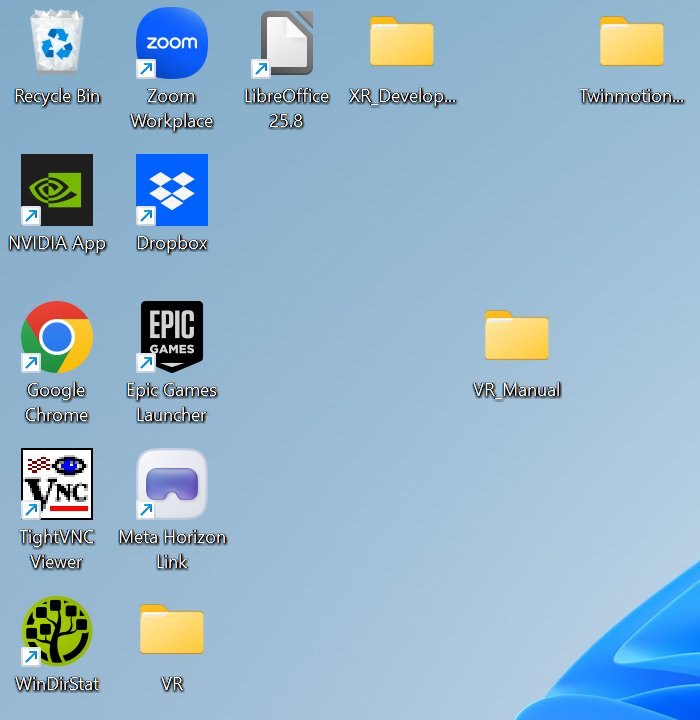 Recycle Bin
zoom
Zoom
Workplace
LibreOffice
25.8
XR_Develop...
Twinmotion...
NVIDIA App
Dropbox
Google
Chrome
EPIC
GAMES
Epic Games
Launcher
VR_Manual
VNC
TightVNC
Viewer
Meta Horizon
Link
WinDirStat
VR